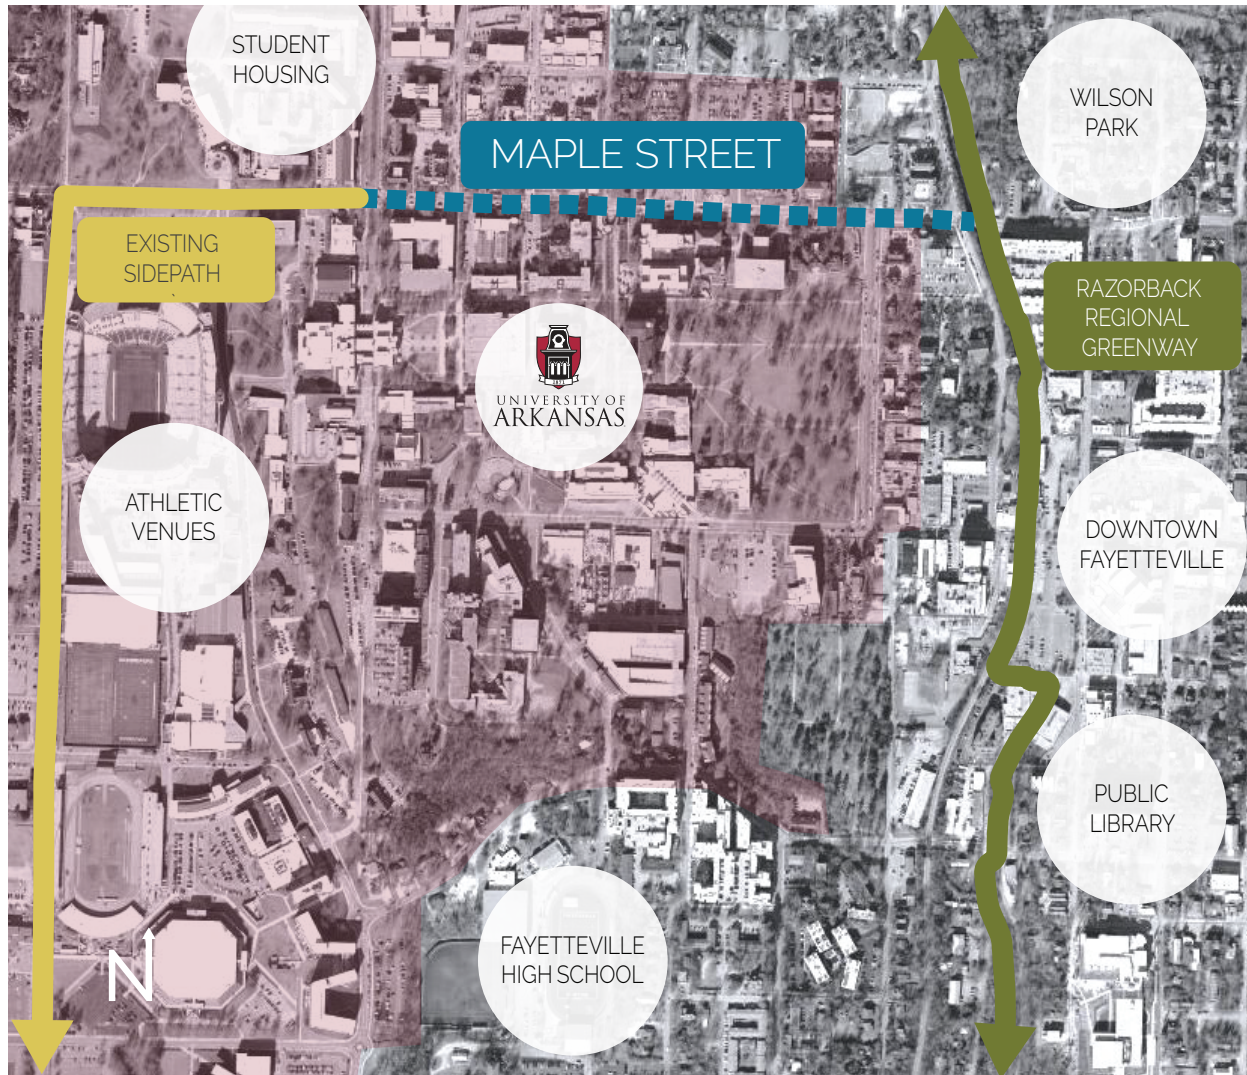 STUDENT
HOUSING
WILSON
PARK
MAPLE STREET
EXISTING
SIDEPATH
RAZORBACK
REGIONAL
GREENWAY
1871
UNIVERSITY OF
ARKANSAS
ATHLETIC
VENUES
DOWNTOWN
FAYETTEVILLE
PUBLIC
LIBRARY
FAYETTEVILLE
HIGH SCHOOL
N